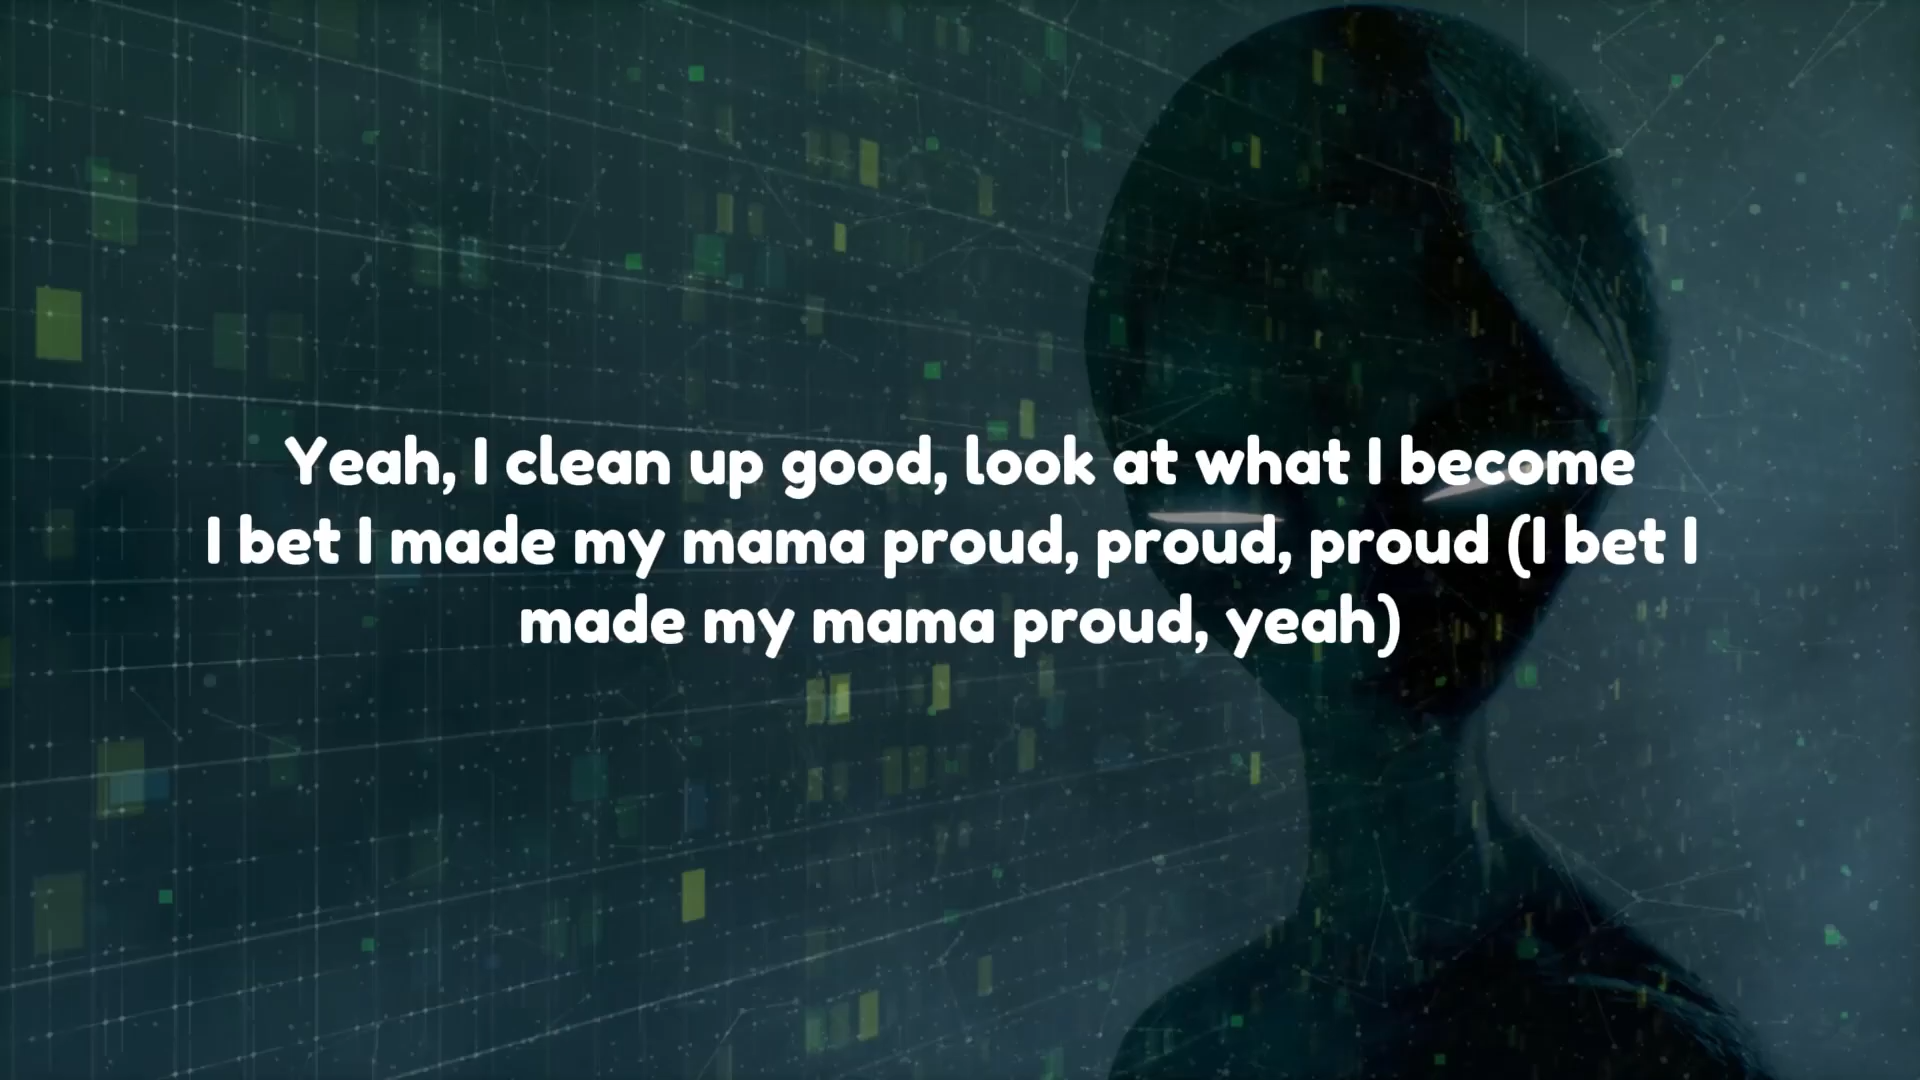 Yeah, I clean up good, look at what I become
I bet I made my mama proud, proud, proud (I bet I
made my mama proud, yeah)